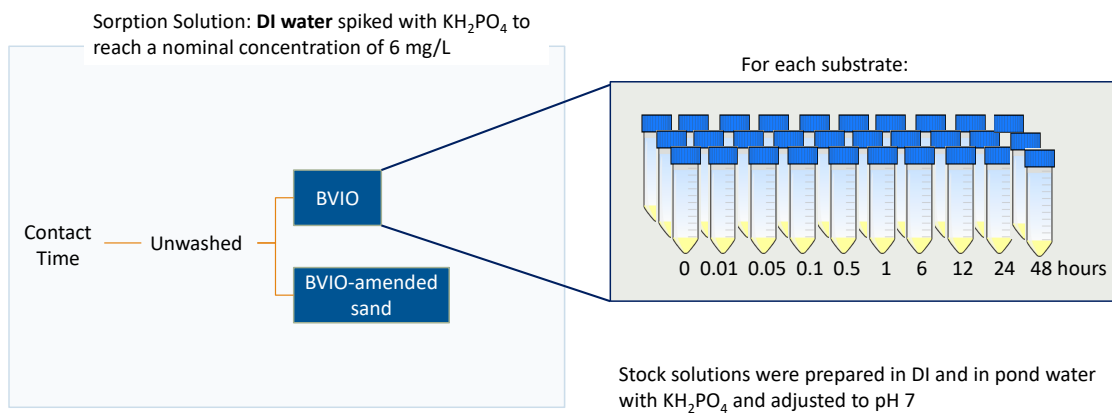 Sorption Solution: DI water spiked with KH₂PO₄ to
reach a nominal concentration of 6 mg/L
For each substrate:
BVIO
Contact
Time
Unwashed
BVIO-amended
sand
0 0.01 0.05 0.1 0.5 1 6 12 24 48 hours
Stock solutions were prepared in DI and in pond water
with KH₂PO₄ and adjusted to pH 7